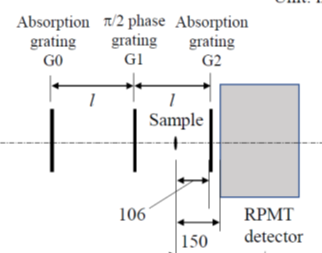 Absorption π/2 phase Absorption
grating grating grating
G0 G1 G2
l l
Sample
106
150
RPMT
detector